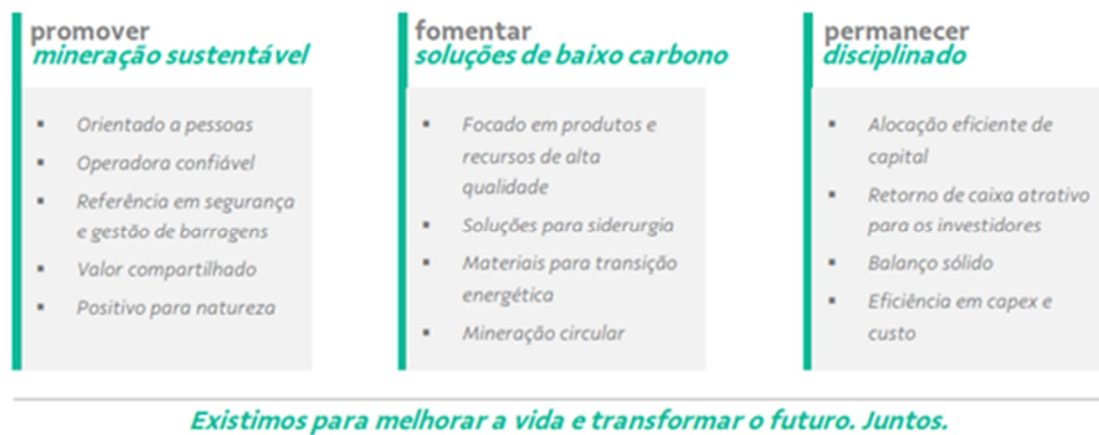 promover
mineração sustentável
▪ Orientado a pessoas
▪ Operadora confiável
▪ Referência em segurança
e gestão de barragens
▪ Valor compartilhado
▪ Positivo para natureza
fomentar
soluções de baixo carbono
▪ Focado em produtos e
recursos de alta
qualidade
▪ Soluções para siderurgia
▪ Materiais para transição
energética
▪ Mineração circular
permanecer
disciplinado
▪ Alocação eficiente de
capital
▪ Retorno de caixa atrativo
para os investidores
▪ Balanço sólido
▪ Eficiência em capex e
custo
Existimos para melhorar a vida e transformar o futuro. Juntos.